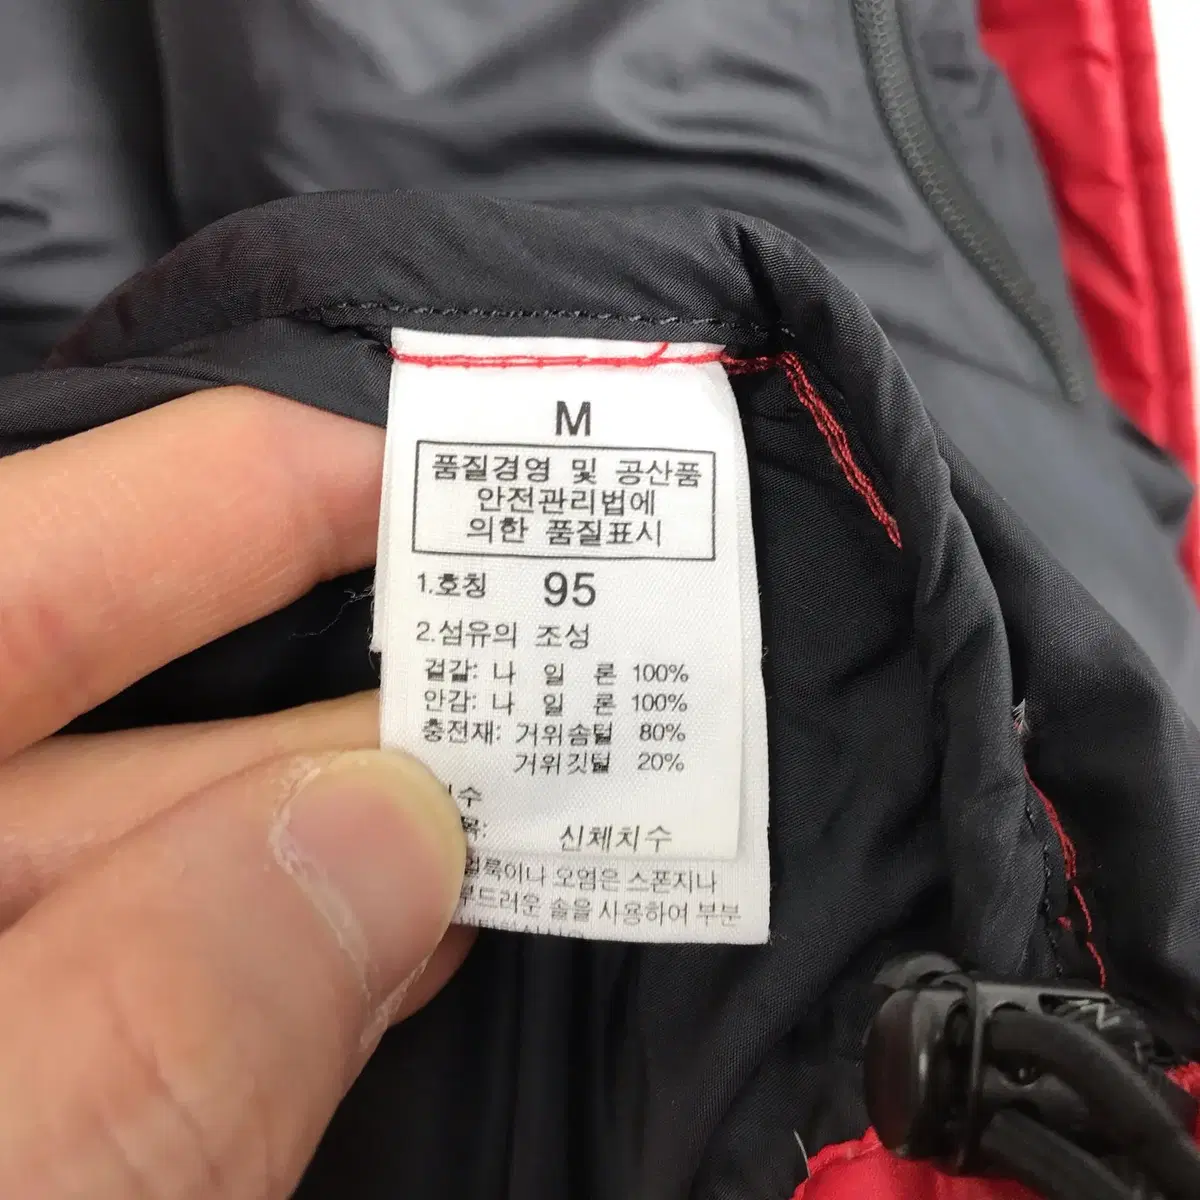 M
품질경영 및 공산품
안전관리법에
의한 품질표시
1.호칭 95
2.섬유의 조성
겉감: 나 일 론 100%
안감: 나 일 론 100%
충전재: 거위솜털 80%
거위깃털 20%
신체치수
오염은 스폰지나
부드러운 솔을 사용하여 부분